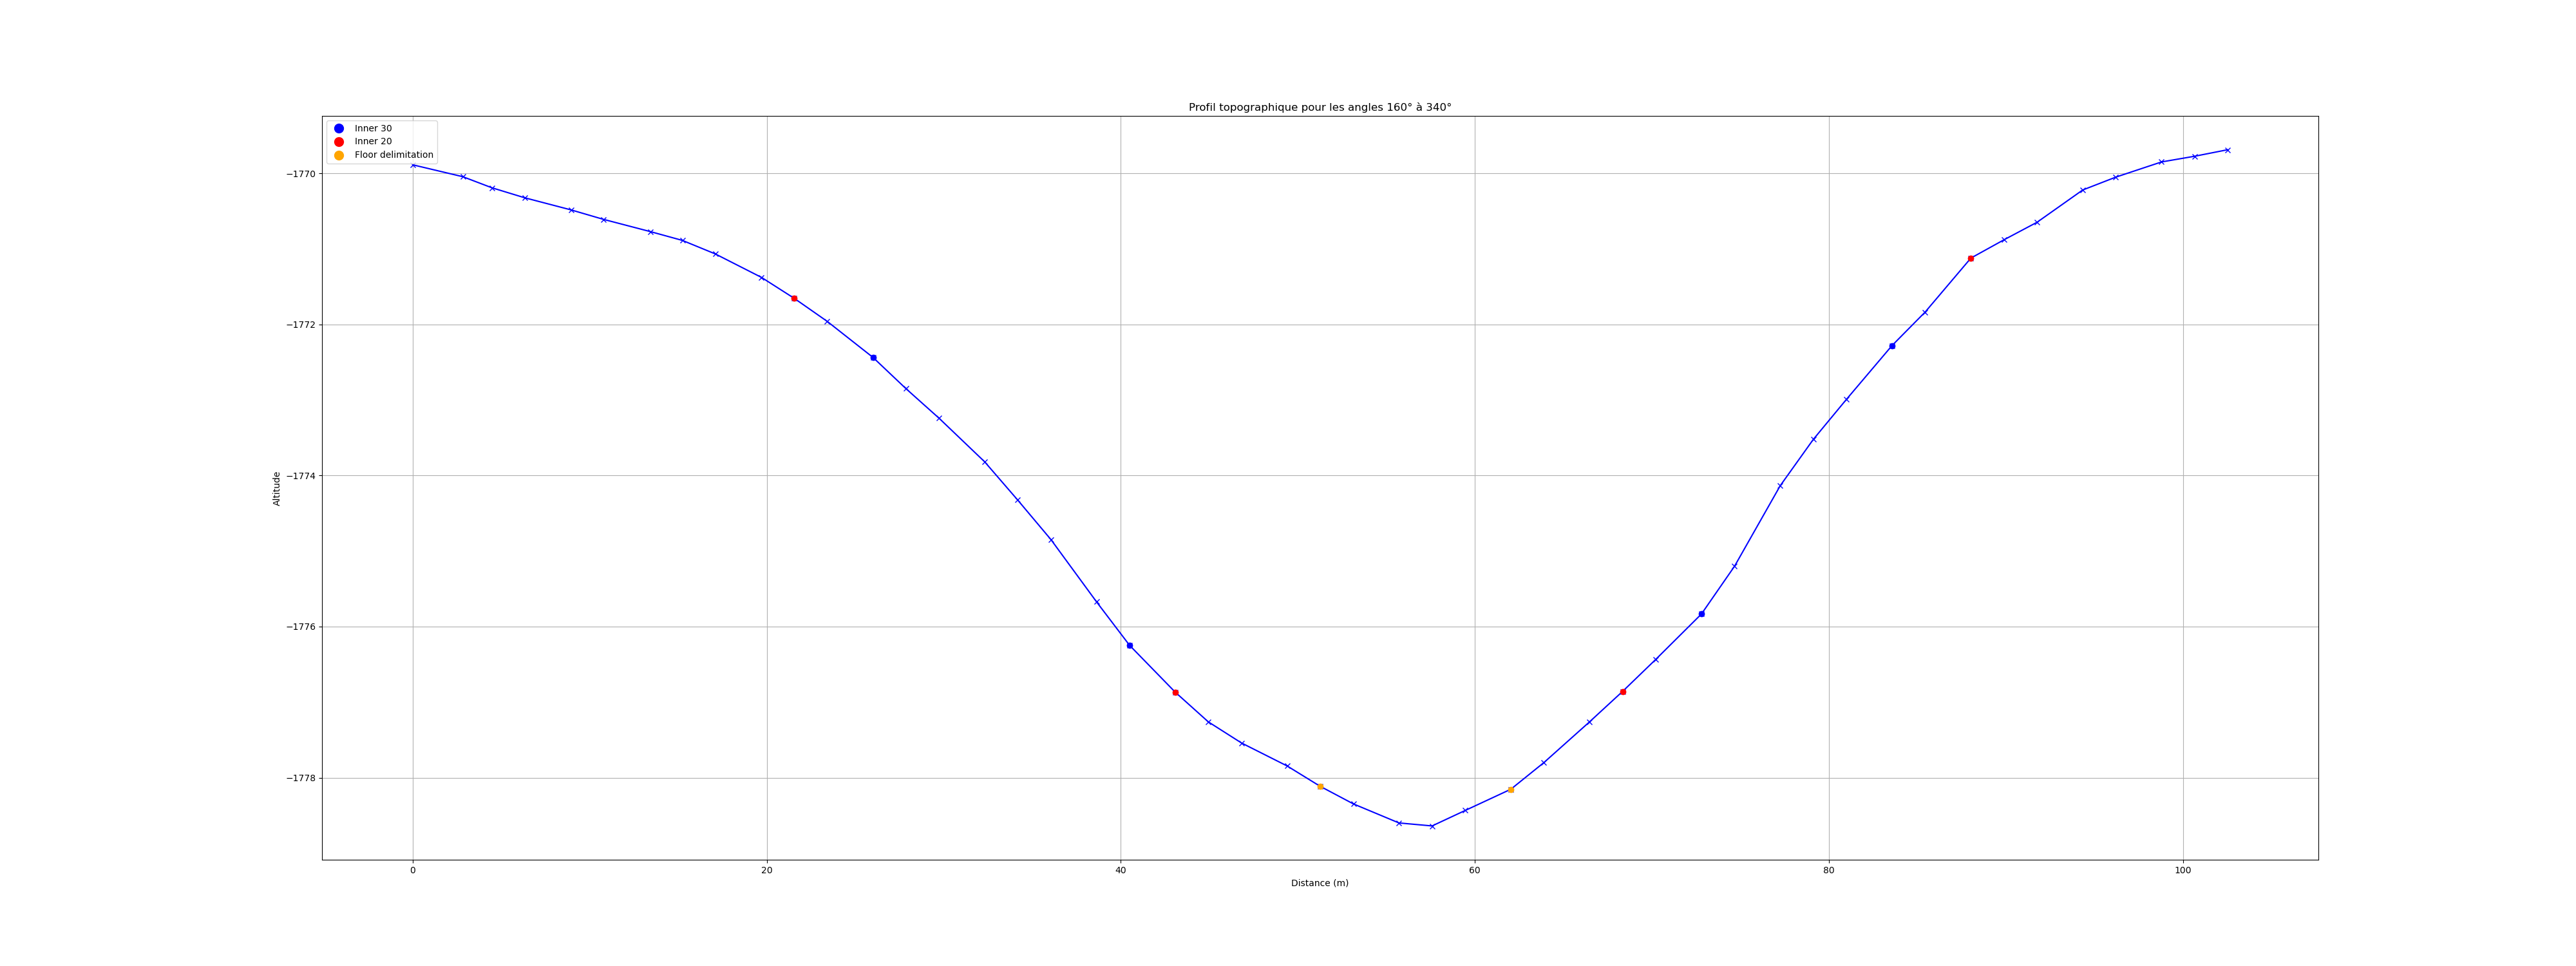 Profil topographique pour les angles 160° à 340°
Inner 30
Inner 20
Floor delimitation
−1770
−1772
−1774
−1776
−1778
Altitude
0 20 40 60 80 100
Distance (m)